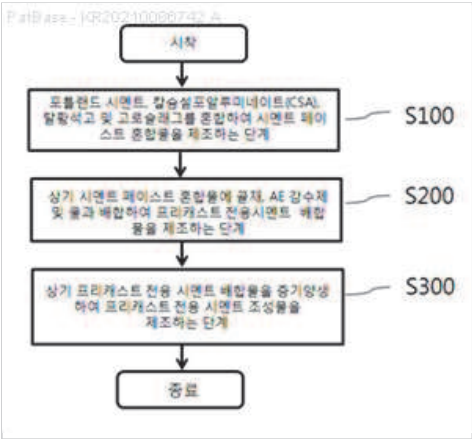 PatBase - KR20210086742 A
시작
포틀랜드 시멘트, 칼슘설포알루미네이트(CSA),
탈황석고 및 고로슬래그를 혼합하여 시멘트 페이
스트 혼합물을 제조하는 단계
S100
상기 시멘트 페이스트 혼합물에 골재, AE 감수제
및 물과 배합하여 프리캐스트 전용시멘트 배합
물을 제조하는 단계
S200
상기 프리캐스트 전용 시멘트 배합물을 증기양생
하여 프리캐스트 전용 시멘트 조성물을
제조하는 단계
S300
종료